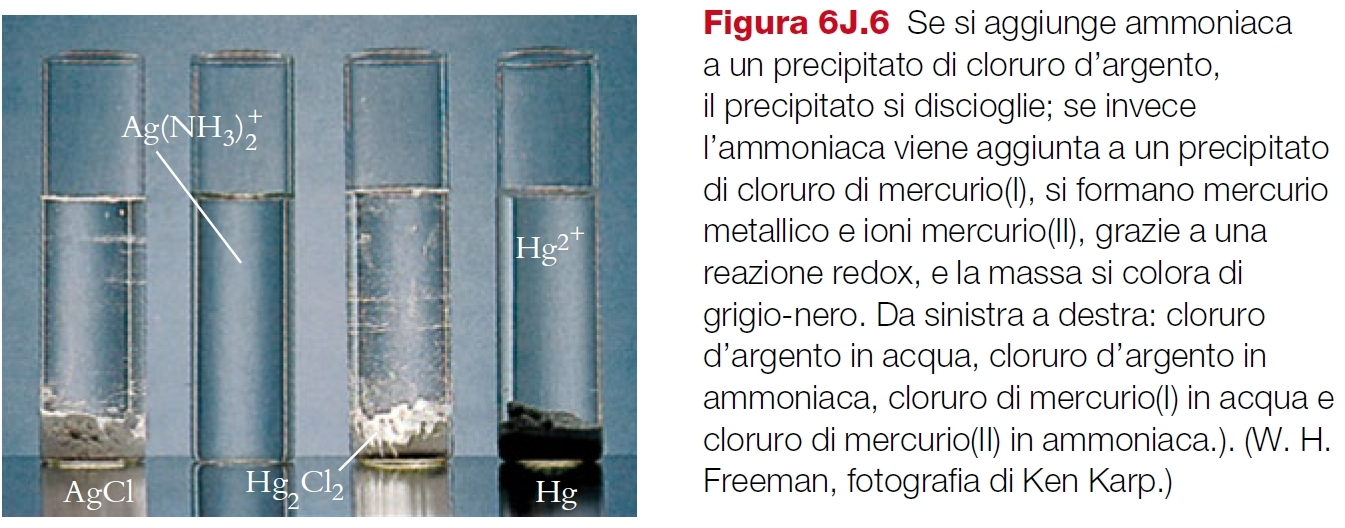 Ag(NH₃)₂⁺
Hg²⁺
AgCl
Hg₂Cl₂
Hg
Figura 6J.6 Se si aggiunge ammoniaca
a un precipitato di cloruro d’argento,
il precipitato si discioglie; se invece
l’ammoniaca viene aggiunta a un precipitato
di cloruro di mercurio(I), si formano mercurio
metallico e ioni mercurio(II), grazie a una
reazione redox, e la massa si colora di
grigio-nero. Da sinistra a destra: cloruro
d’argento in acqua, cloruro d’argento in
ammoniaca, cloruro di mercurio(I) in acqua e
cloruro di mercurio(II) in ammoniaca.). (W. H.
Freeman, fotografia di Ken Karp.)